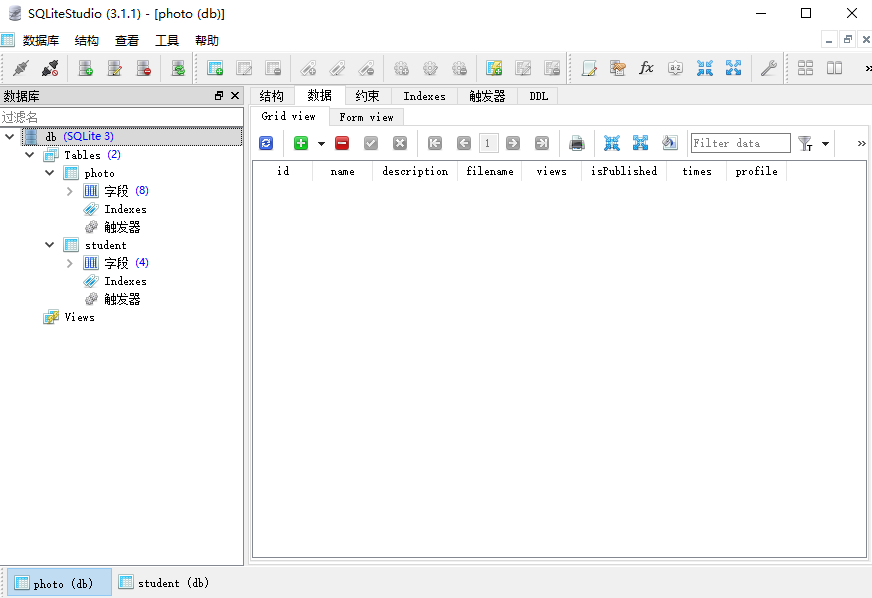 SQLiteStudio (3.1.1) - [photo (db)]
数据库 结构 查看 工具 帮助
数据库
过滤名
db (SQLite 3)
Tables (2)
photo
字段 (8)
Indexes
触发器
student
字段 (4)
Indexes
触发器
Views
结构 数据 约束 Indexes 触发器 DDL
Grid view Form view
1 Filter data
id name description filename views isPublished times profile
photo (db) student (db)